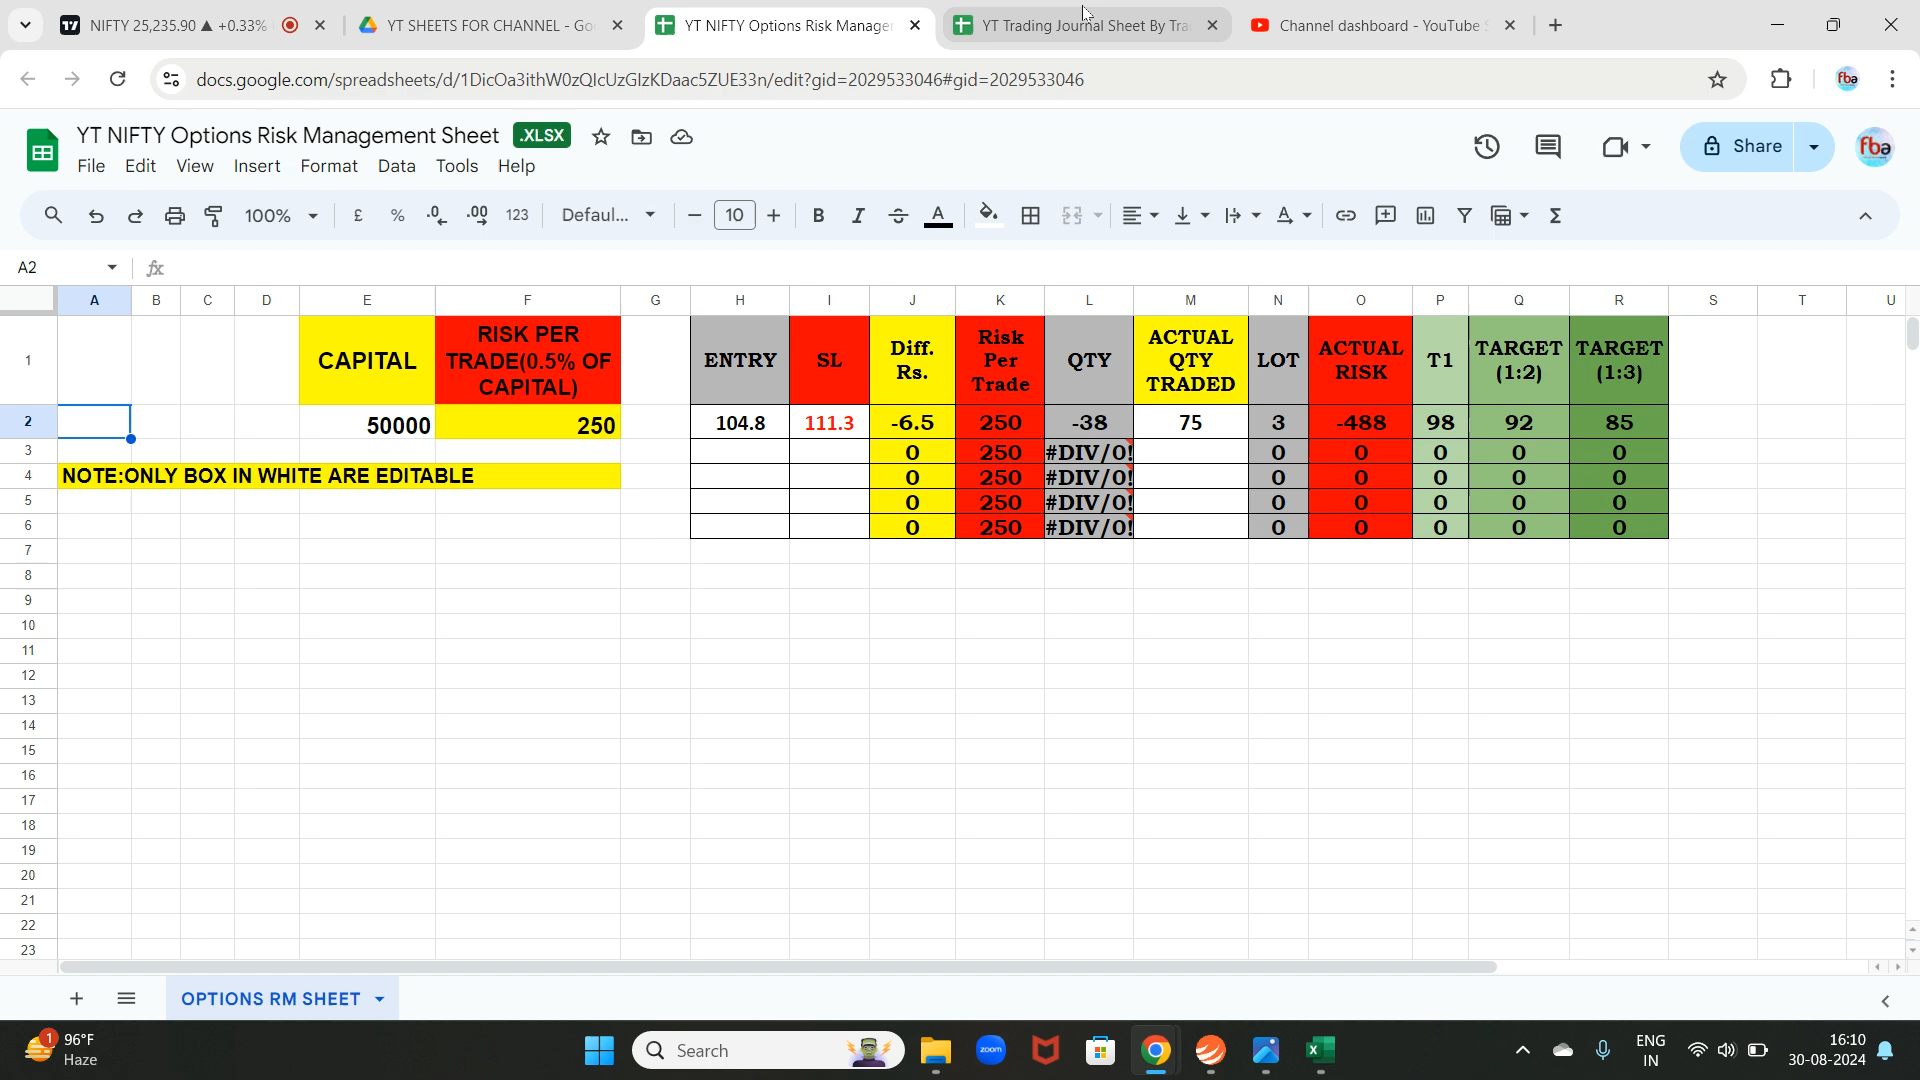 NIFTY 25,235.90 ▲ +0.33%
YT SHEETS FOR CHANNEL - Go
YT NIFTY Options Risk Manager
YT Trading Journal Sheet By Tra
Channel dashboard - YouTube S
docs.google.com/spreadsheets/d/1DicOa3ithW0zQIcUzGIzKDaac5ZUE33n/edit?gid=2029533046#gid=2029533046
fba
YT NIFTY Options Risk Management Sheet .XLSX
File Edit View Insert Format Data Tools Help
Share
fba
100% £ % .0 .00 123 Defaul... − 10 + B I S A Σ
A2 fx
A B C D E F G H I J K L M N O P Q R S T U
1 CAPITAL RISK PER TRADE(0.5% OF CAPITAL) ENTRY SL Diff. Rs. Risk Per Trade QTY ACTUAL QTY TRADED LOT ACTUAL RISK T1 TARGET (1:2) TARGET (1:3)
2 50000 250 104.8 111.3 -6.5 250 -38 75 3 -488 98 92 85
3 0 250 #DIV/0! 0 0 0 0 0
4 NOTE:ONLY BOX IN WHITE ARE EDITABLE 0 250 #DIV/0! 0 0 0 0 0
5 0 250 #DIV/0! 0 0 0 0 0
6 0 250 #DIV/0! 0 0 0 0 0
7
8
9
10
11
12
13
14
15
16
17
18
19
20
21
22
23
OPTIONS RM SHEET
1 96°F
Haze
Search
zoom
ENG
IN
16:10
30-08-2024